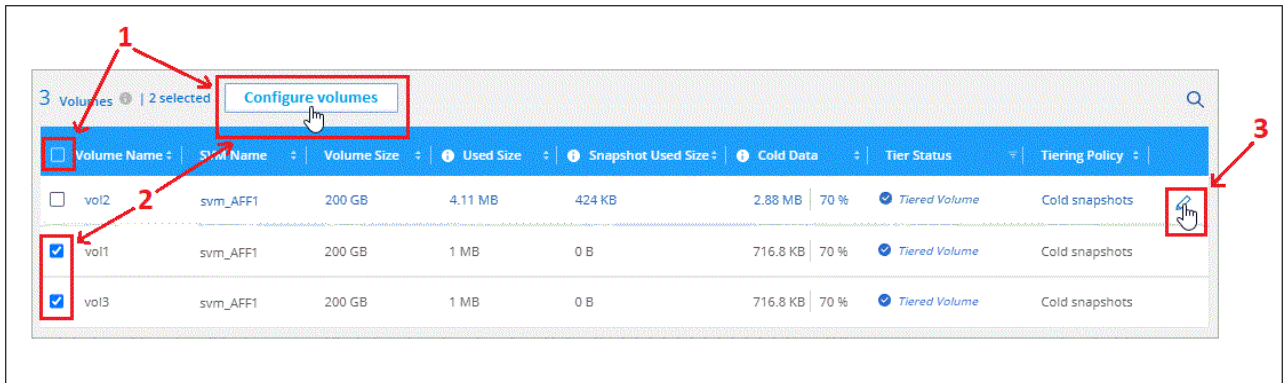 1
3 Volumes | 2 selected Configure volumes
3
Volume Name SVM Name Volume Size Used Size Snapshot Used Size Cold Data Tier Status Tiering Policy
2
vol2 svm_AFF1 200 GB 4.11 MB 424 KB 2.88 MB 70 % Tiered Volume Cold snapshots
vol1 svm_AFF1 200 GB 1 MB 0 B 716.8 KB 70 % Tiered Volume Cold snapshots
vol3 svm_AFF1 200 GB 1 MB 0 B 716.8 KB 70 % Tiered Volume Cold snapshots